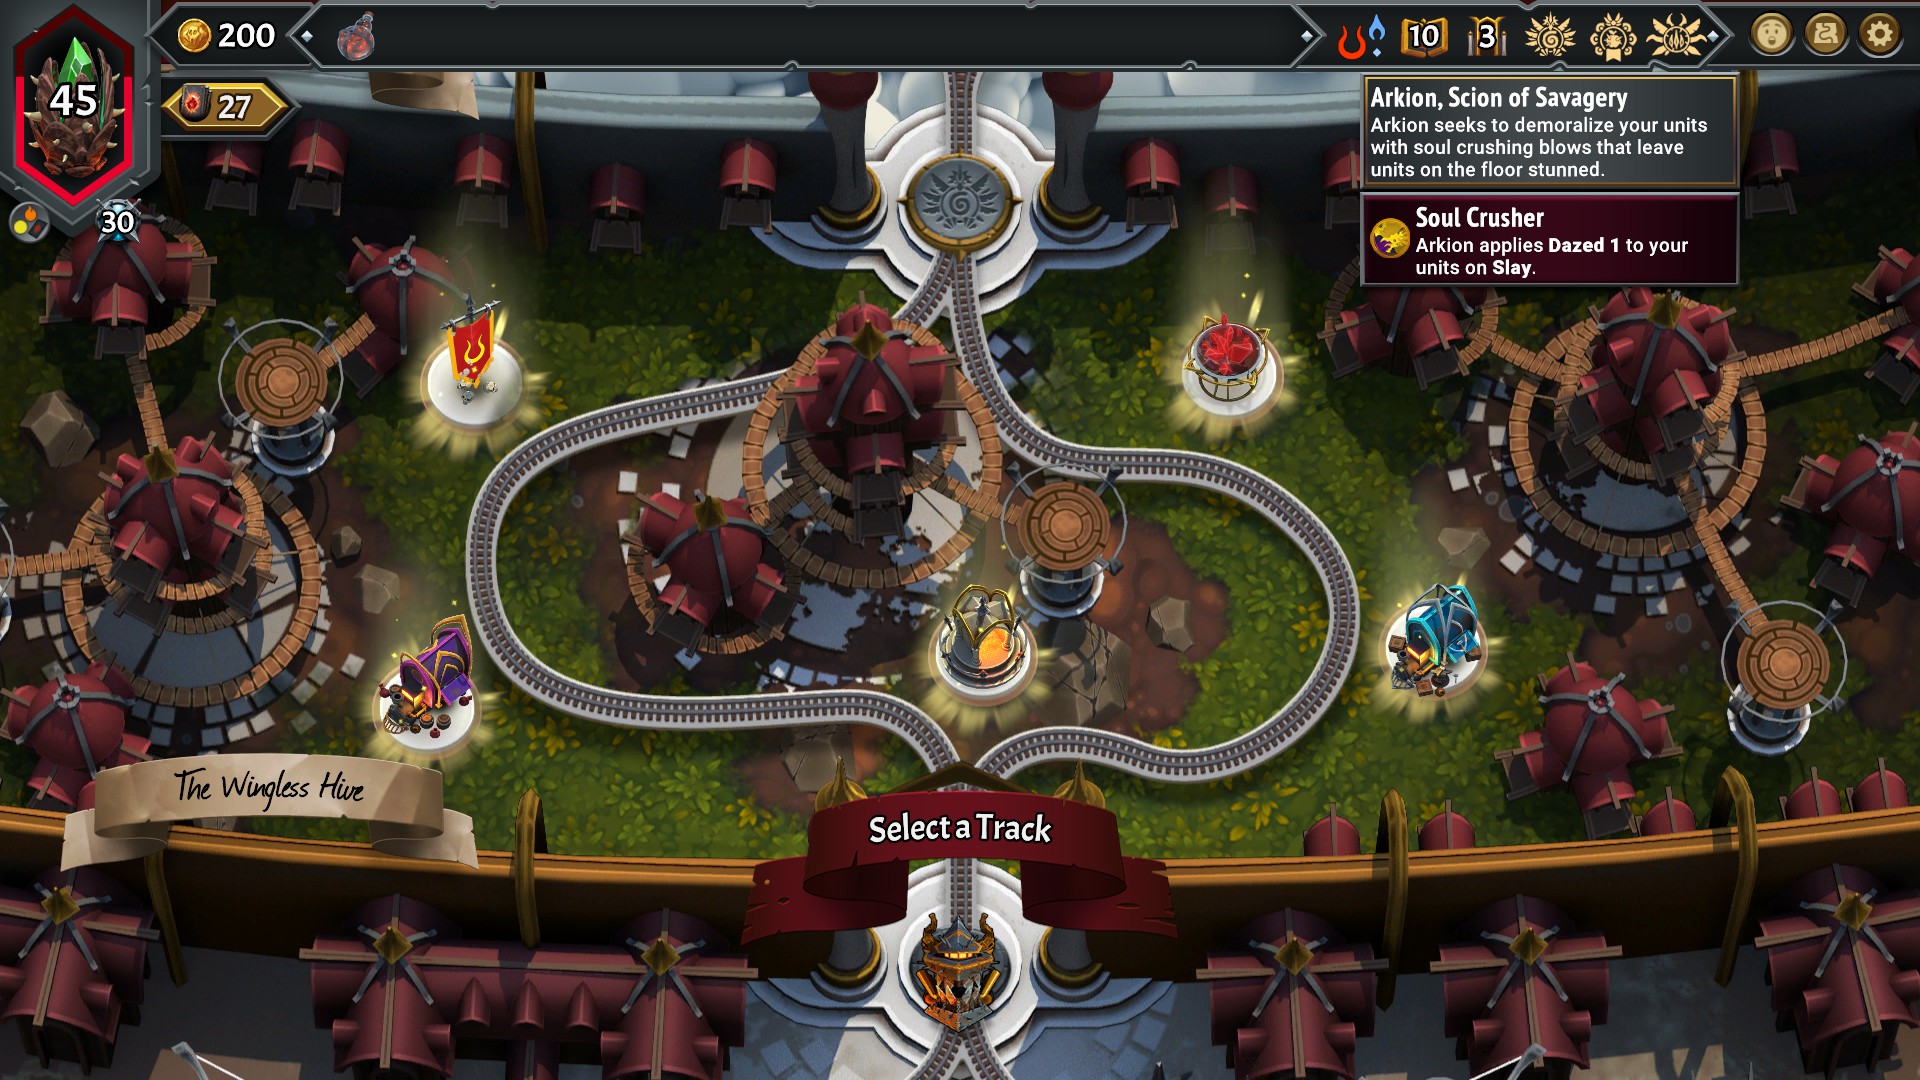 200
10
3
45
27
30
Arkion, Scion of Savagery
Arkion seeks to demoralize your units
with soul crushing blows that leave
units on the floor stunned.
Soul Crusher
Arkion applies Dazed 1 to your
units on Slay.
The Wingless Hive
Select a Track